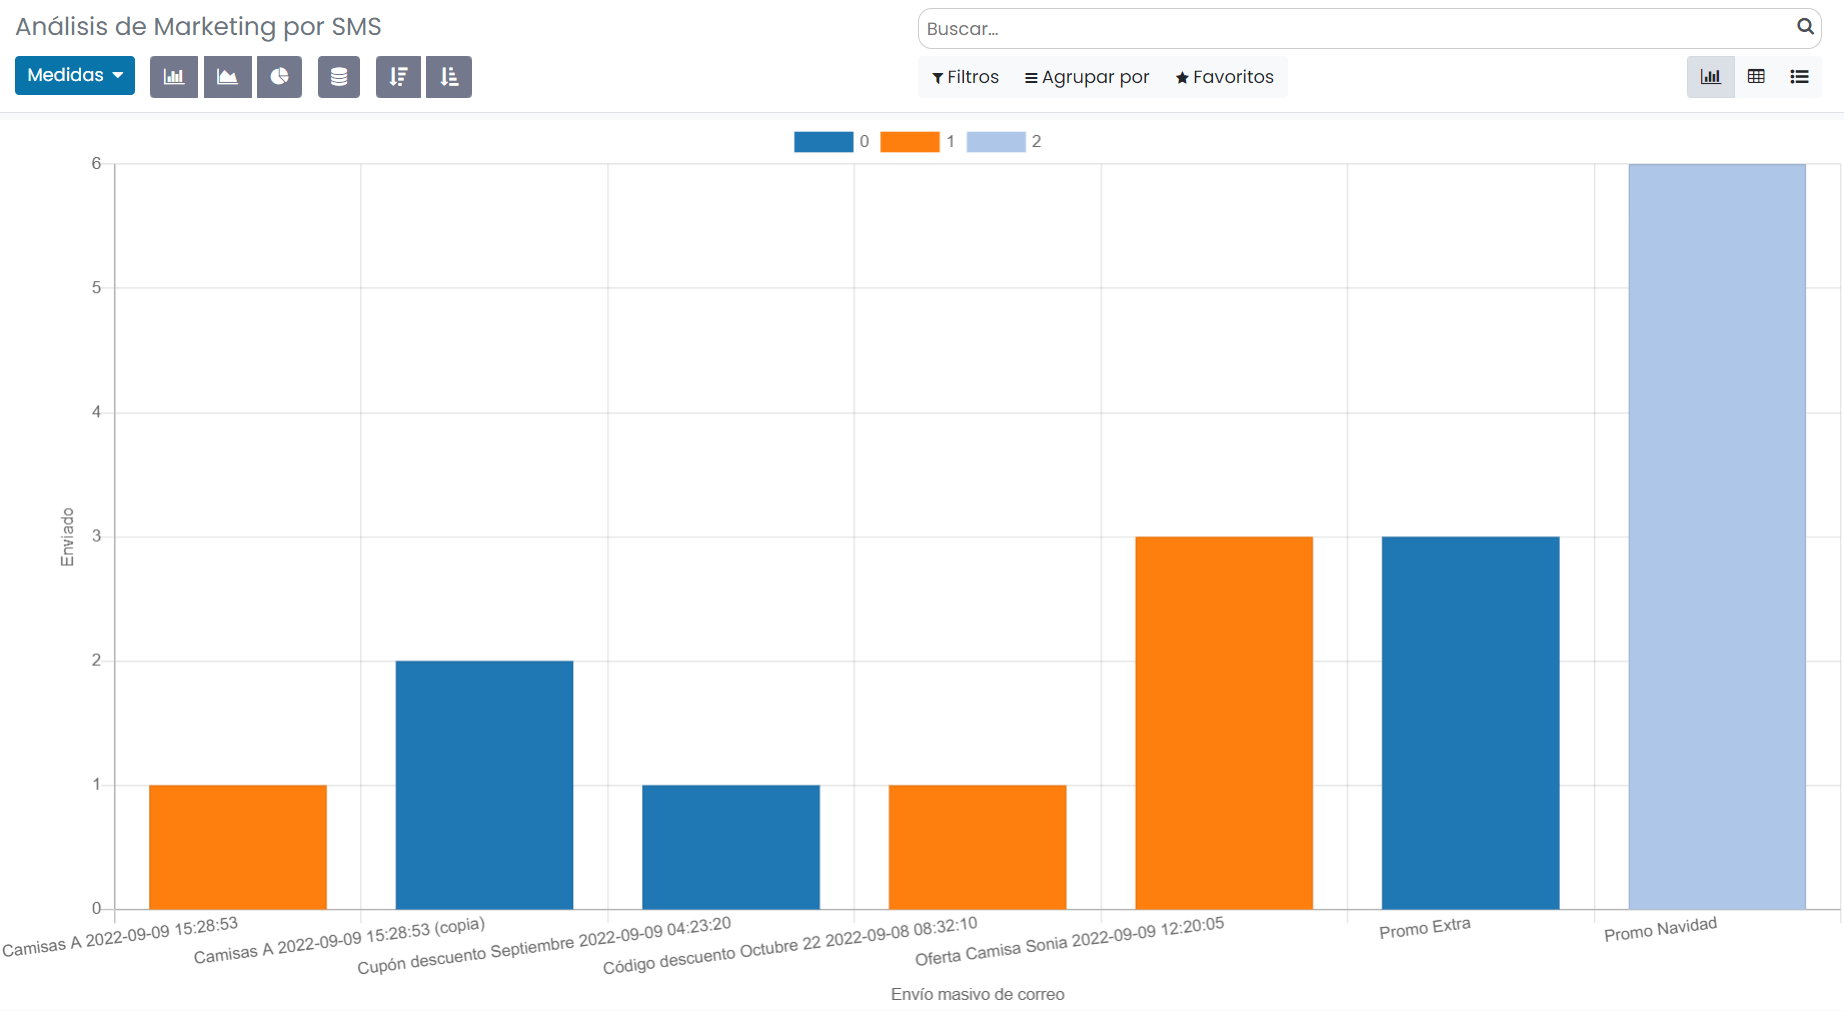 Análisis de Marketing por SMS
Buscar...
Medidas
Filtros
Agrupar por
Favoritos
0 1 2
6
5
4
3
2
1
0
Enviado
Camisas A 2022-09-09 15:28:53
Camisas A 2022-09-09 15:28:53 (copia)
Cupón descuento Septiembre 2022-09-09 04:23:20
Código descuento Octubre 22 2022-09-08 08:32:10
Oferta Camisa Sonia 2022-09-09 12:20:05
Promo Extra
Promo Navidad
Envío masivo de correo